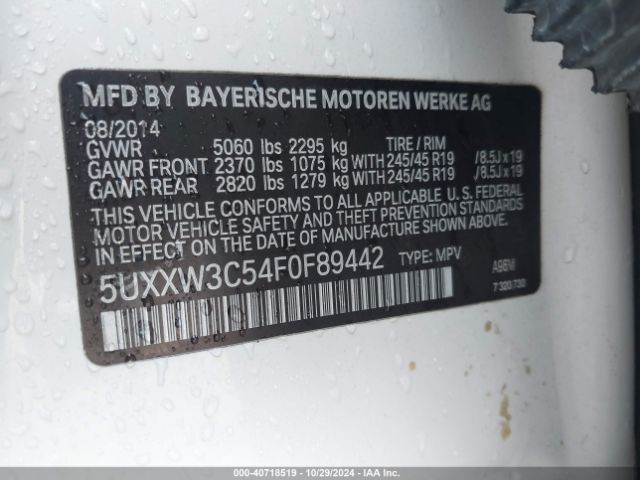 MFD BY BAYERISCHE MOTOREN WERKE AG
08/2014
GVWR 5060 lbs 2295 kg TIRE / RIM
GAWR FRONT 2370 lbs 1075 kg WITH 245/45 R19 /8.5J x 19
GAWR REAR 2820 lbs 1279 kg WITH 245/45 R19 /8.5J x 19
THIS VEHICLE CONFORMS TO ALL APPLICABLE U.S. FEDERAL
MOTOR VEHICLE SAFETY AND THEFT PREVENTION STANDARDS
IN EFFECT ON THE DATE OF MANUFACTURE SHOWN ABOVE.
5UXXW3C54F0F89442 TYPE: MPV
A96M
7 320 730
000-40718519 - 10/29/2024 - IAA Inc.